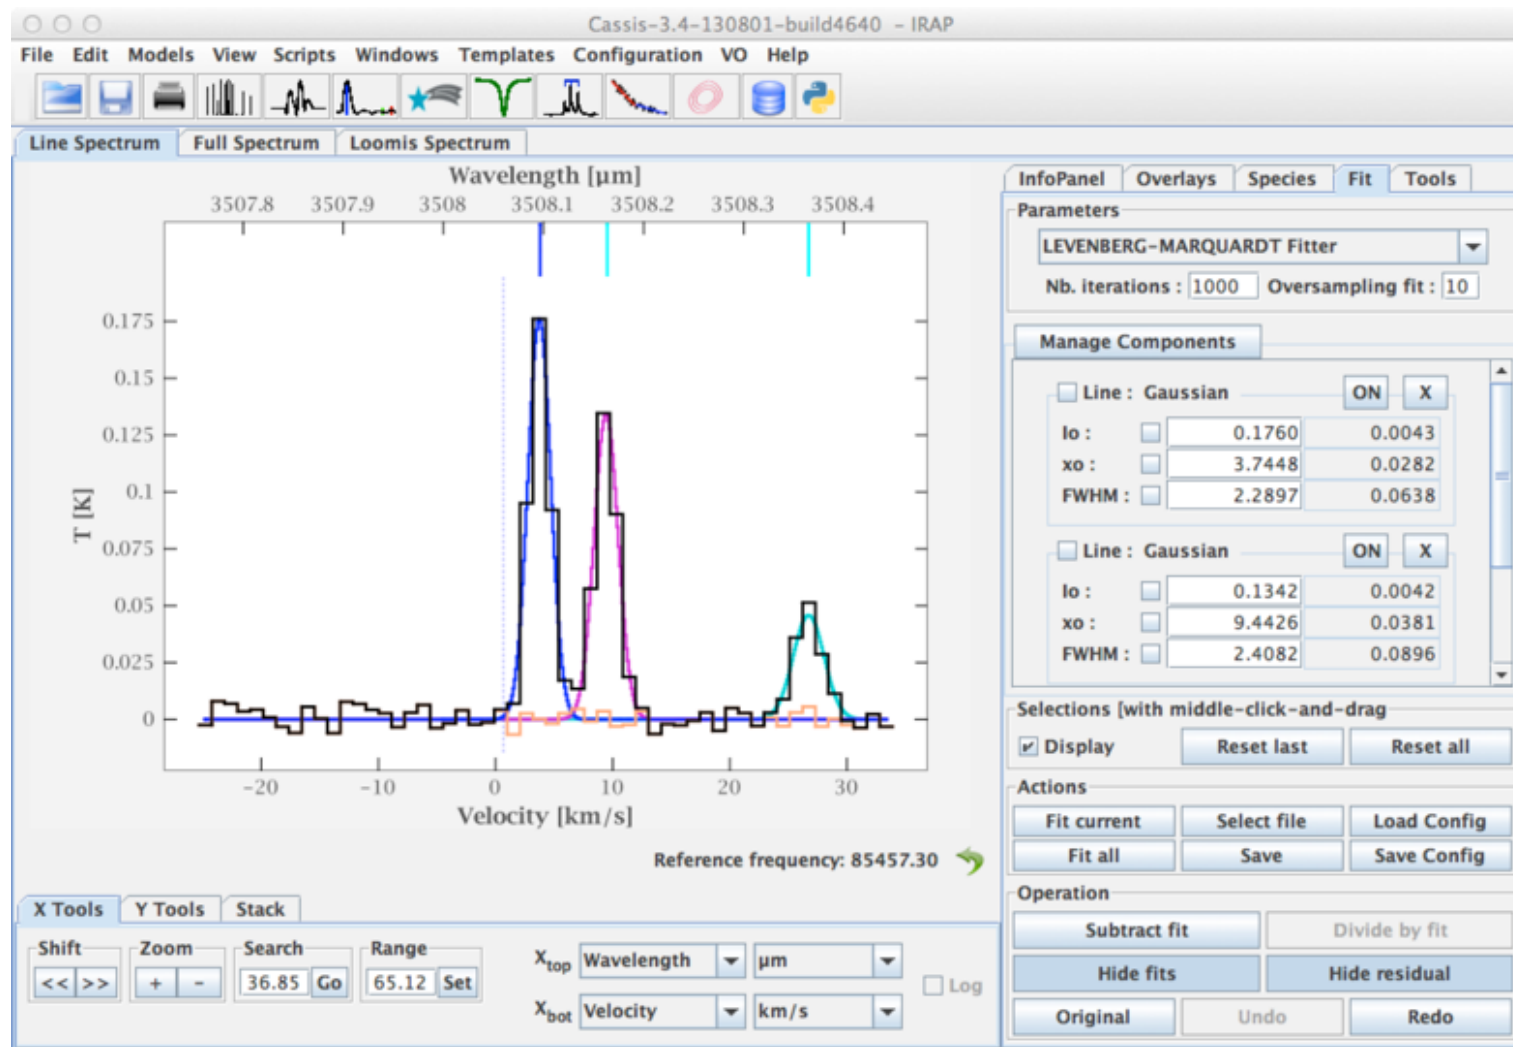 Cassis-3.4-130801-build4640 - IRAP
File Edit Models View Scripts Windows Templates Configuration VO Help
Line Spectrum Full Spectrum Loomis Spectrum
Wavelength [µm]
3507.8 3507.9 3508 3508.1 3508.2 3508.3 3508.4
0.175
0.15
0.125
0.1
0.075
0.05
0.025
0
T [K]
-20 -10 0 10 20 30
Velocity [km/s]
Reference frequency: 85457.30
X Tools Y Tools Stack
Shift Zoom Search Range
<< >> + - 36.85 Go 65.12 Set
Xtop Wavelength µm
Xbot Velocity km/s
Log
InfoPanel Overlays Species Fit Tools
Parameters
LEVENBERG-MARQUARDT Fitter
Nb. iterations : 1000 Oversampling fit : 10
Manage Components
Line : Gaussian ON X
Io : 0.1760 0.0043
xo : 3.7448 0.0282
FWHM : 2.2897 0.0638
Line : Gaussian ON X
Io : 0.1342 0.0042
xo : 9.4426 0.0381
FWHM : 2.4082 0.0896
Selections [with middle-click-and-drag
Display Reset last Reset all
Actions
Fit current Select file Load Config
Fit all Save Save Config
Operation
Subtract fit Divide by fit
Hide fits Hide residual
Original Undo Redo